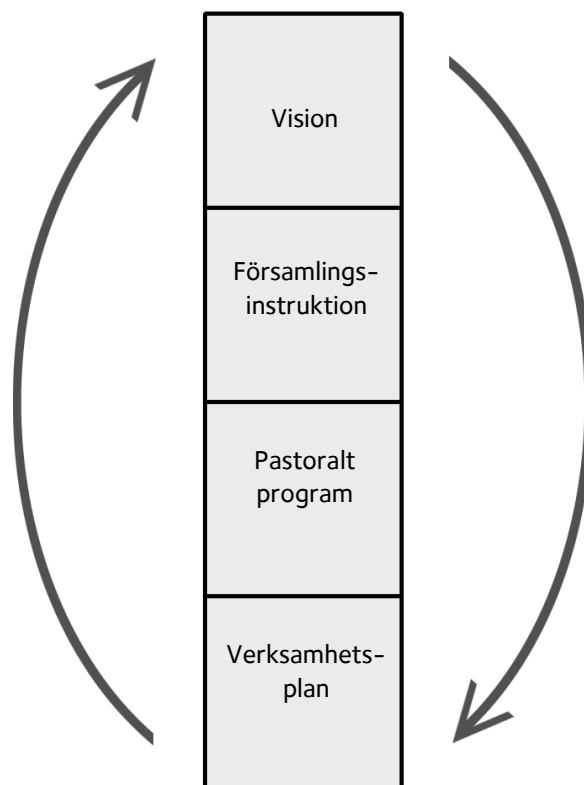 Vision
Församlings-
instruktion
Pastoralt
program
Verksamhets-
plan